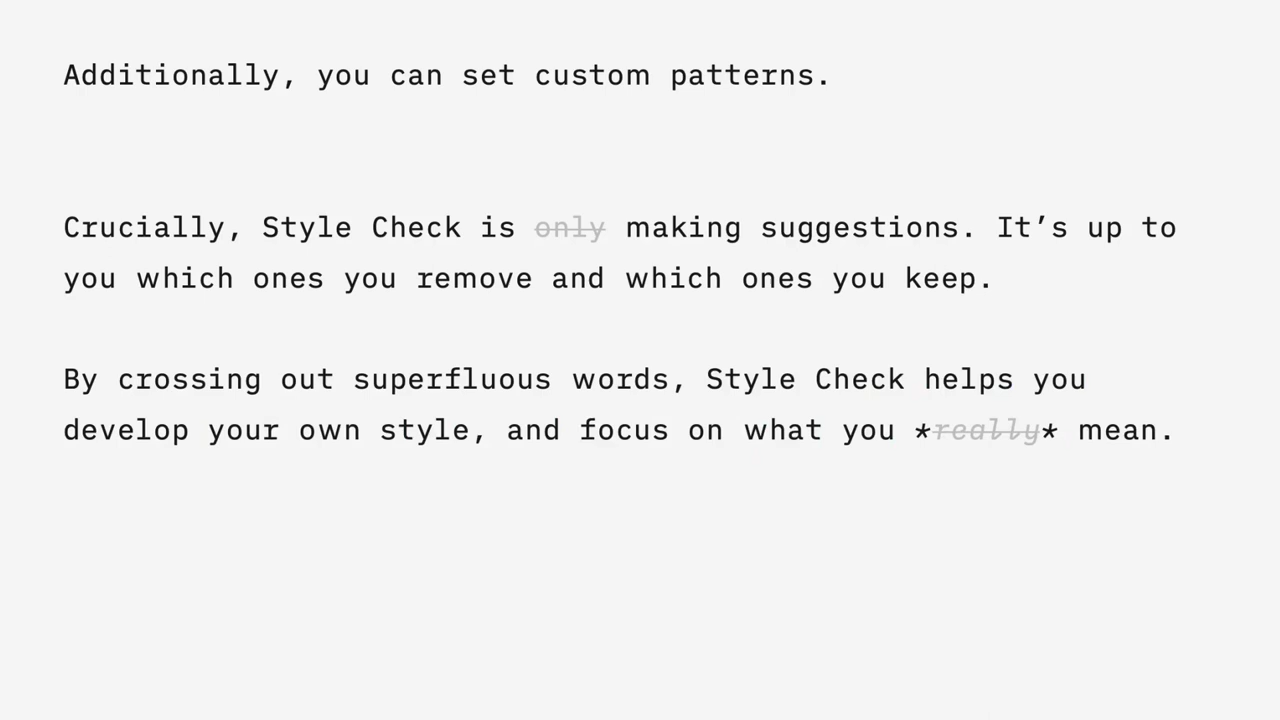 Additionally, you can set custom patterns.
Crucially, Style Check is only making suggestions. It’s up to
you which ones you remove and which ones you keep.
By crossing out superfluous words, Style Check helps you
develop your own style, and focus on what you *really* mean.